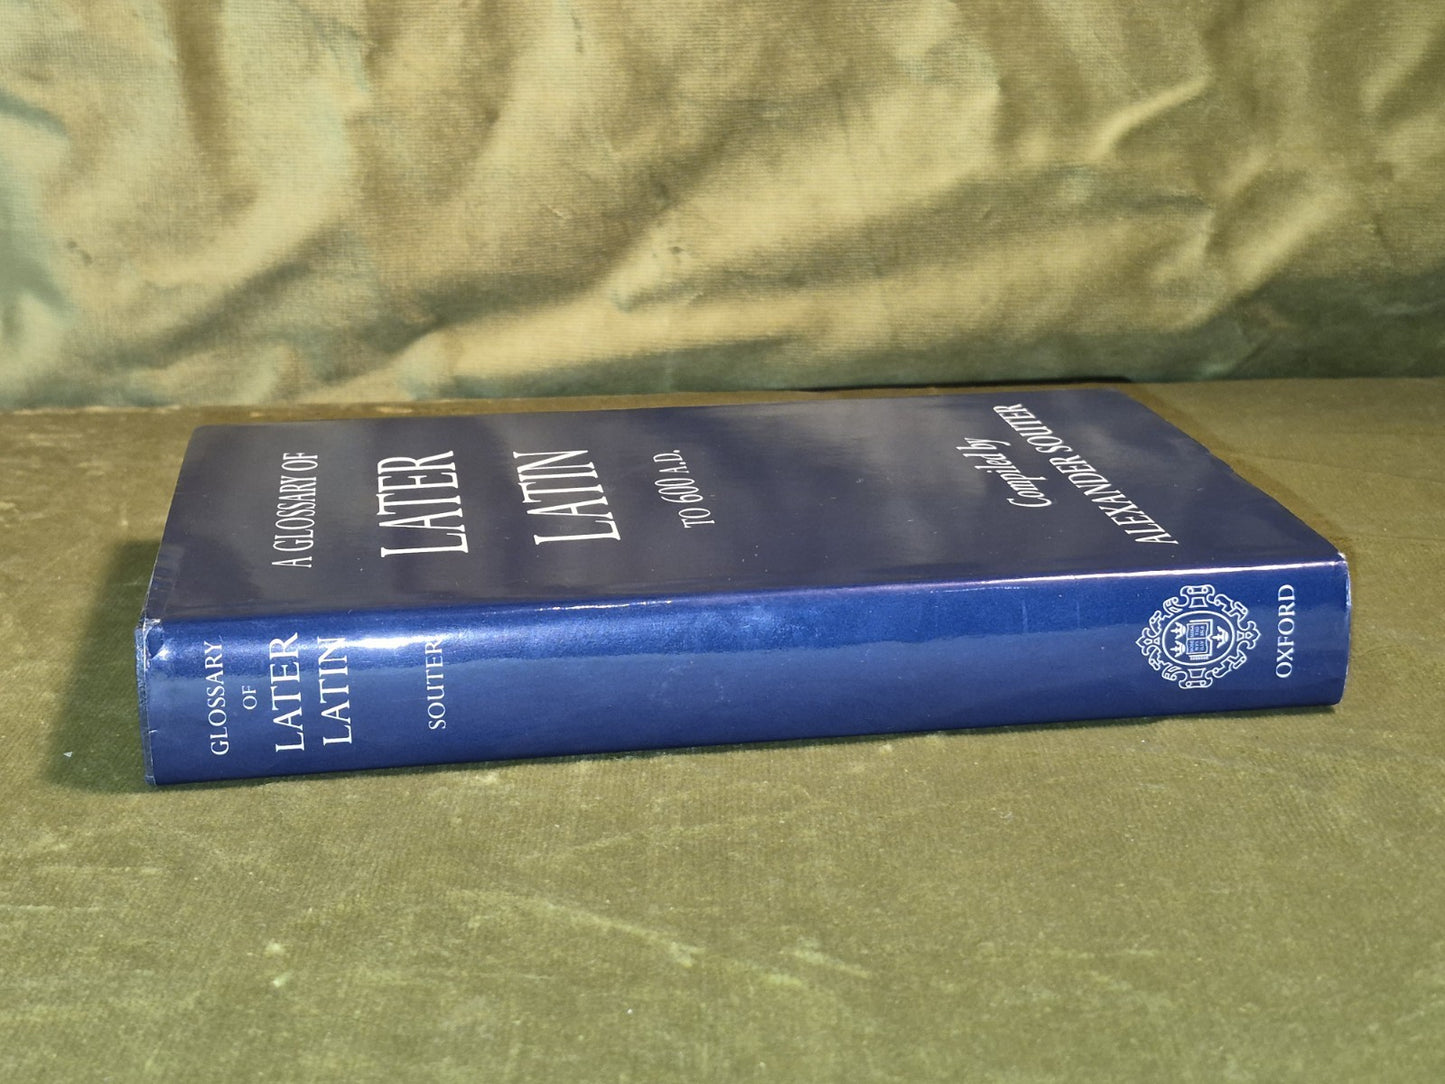 A GLOSSARY OF
LATER
LATIN
TO 600 A.D.
Compiled by
ALEXANDER SOUTER
GLOSSARY
OF
LATER
LATIN
SOUTER
OXFORD